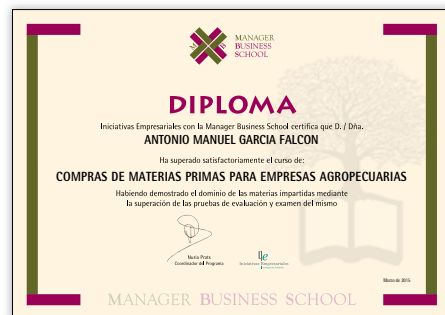 M B
MANAGER
BUSINESS
SCHOOL
DIPLOMA
Iniciativas Empresariales con la Manager Business School certifica que D. / Dña.
ANTONIO MANUEL GARCIA FALCON
Ha superado satisfactoriamente el curso de:
COMPRAS DE MATERIAS PRIMAS PARA EMPRESAS AGROPECUARIAS
Habiendo demostrado el dominio de las materias impartidas mediante
la superación de las pruebas de evaluación y examen del mismo
Nuria Prats
Coordinador del Programa
Iniciativas Empresariales
Marzo de 2015
MANAGER BUSINESS SCHOOL